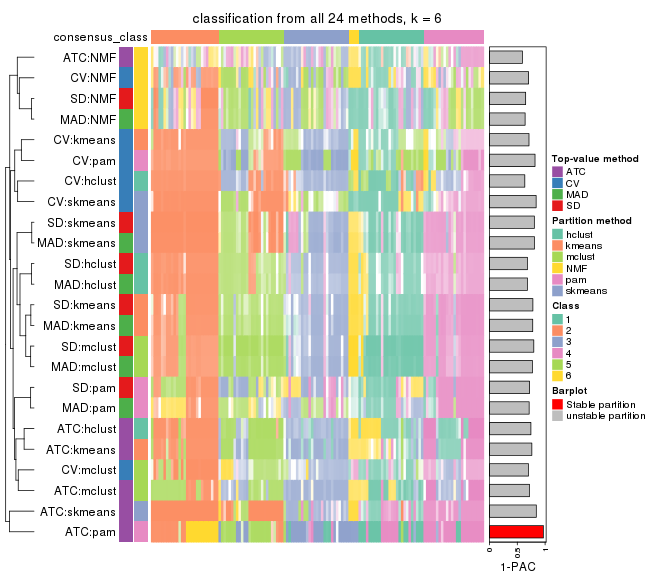 classification from all 24 methods, k = 6
consensus_class
ATC:NMF
CV:NMF
SD:NMF
MAD:NMF
CV:kmeans
CV:pam
CV:hclust
CV:skmeans
SD:skmeans
MAD:skmeans
SD:hclust
MAD:hclust
SD:kmeans
MAD:kmeans
SD:mclust
MAD:mclust
SD:pam
MAD:pam
ATC:hclust
ATC:kmeans
CV:mclust
ATC:mclust
ATC:skmeans
ATC:pam
0
0.5
1
1-PAC
Top-value method
ATC
CV
MAD
SD
Partition method
hclust
kmeans
mclust
NMF
pam
skmeans
Class
1
2
3
4
5
6
Barplot
Stable partition
unstable partition